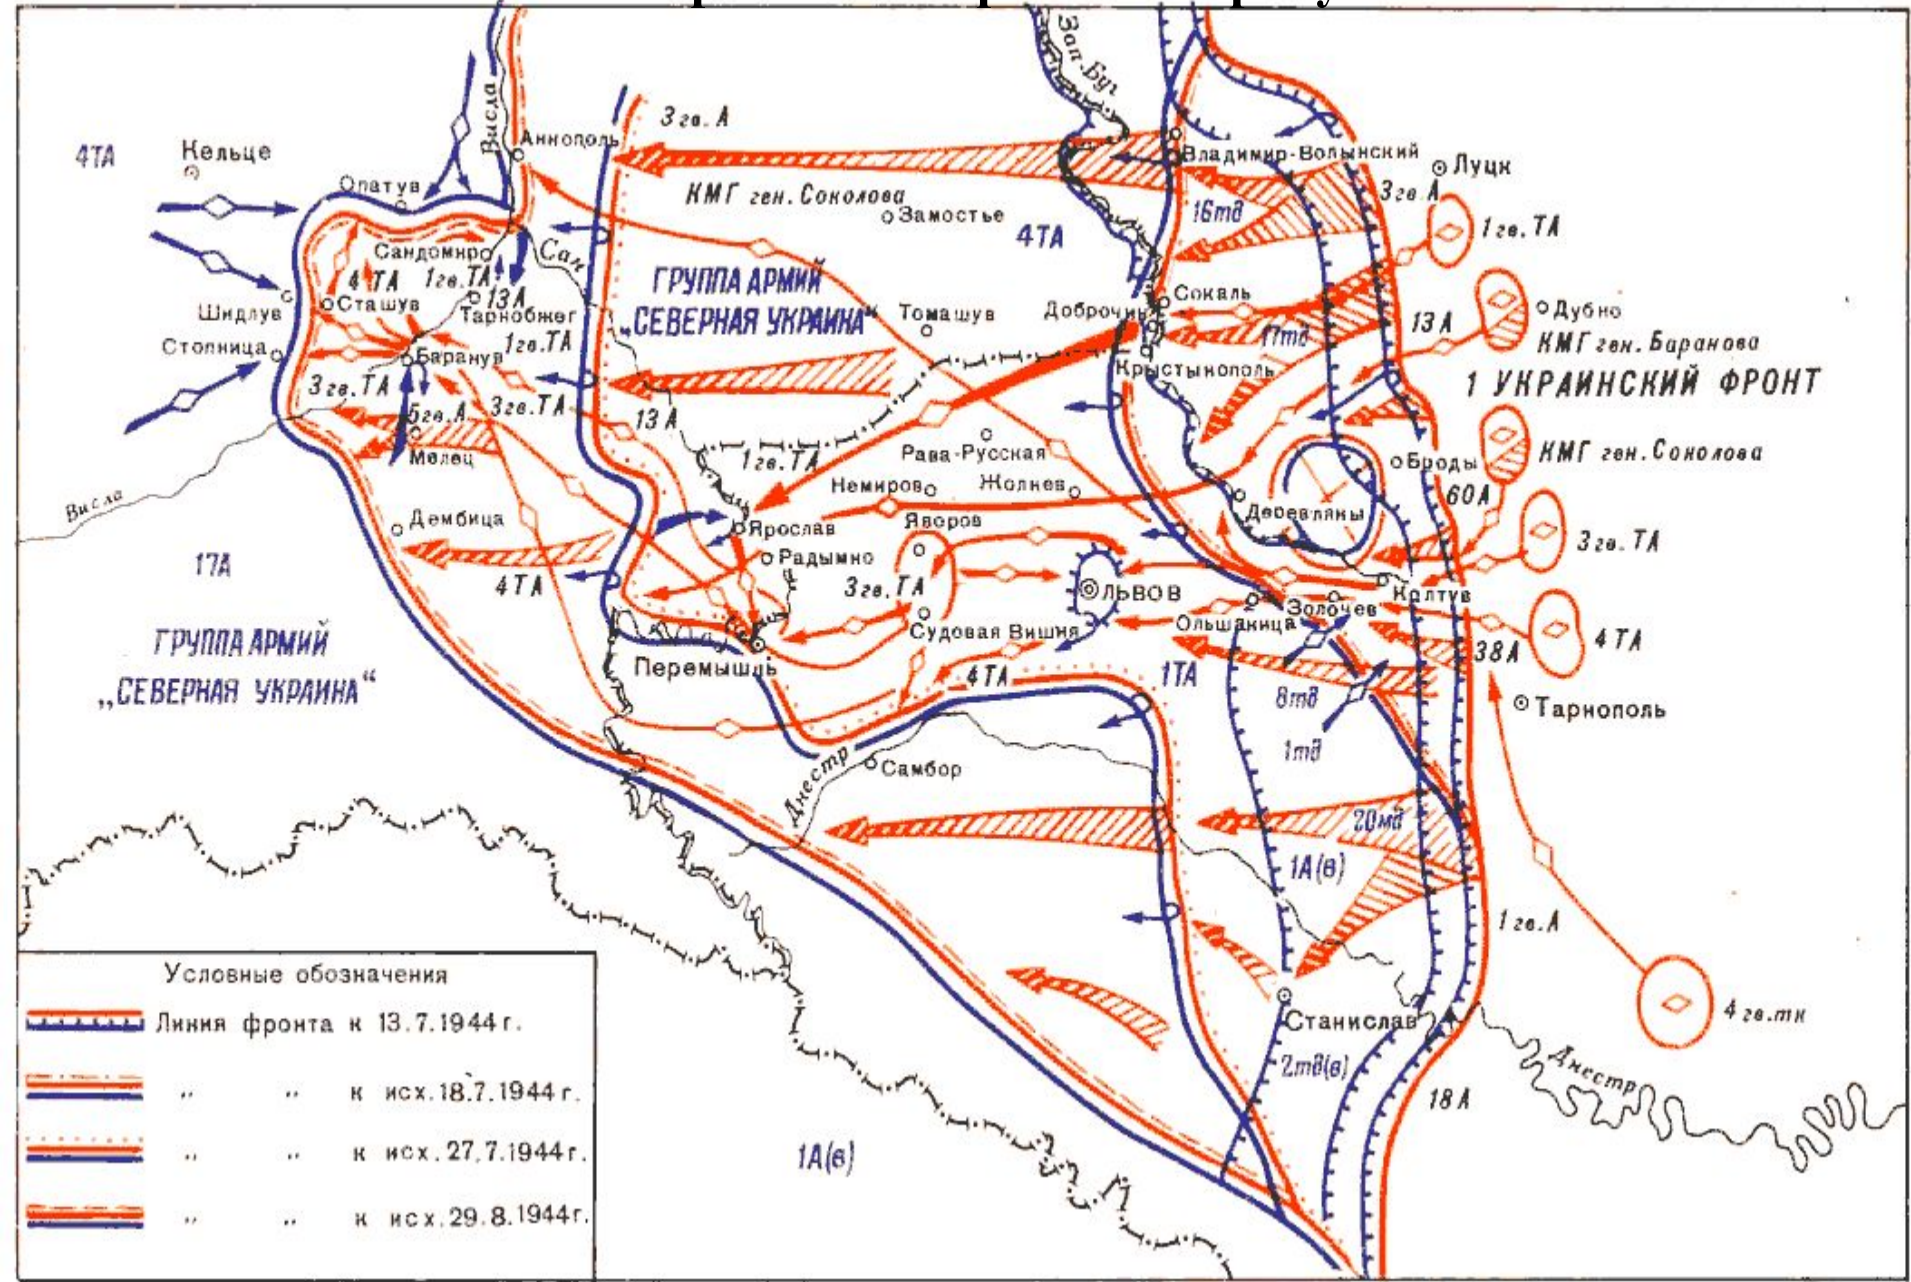 Зап. Буг
Висла
4ТА
Кельце
Аннополь
3 гв. А
Владимир-Волынский
Луцк
Опатув
КМГ ген. Соколова
Замостье
3 гв. А
16тд
1 гв. ТА
4ТА
Сандомир
Сан
4 ТА
1 гв. ТА
ГРУППА АРМИЙ
„СЕВЕРНАЯ УКРАИНА“
Сташув
13А
Тарнобжег
Шидлув
Томашув
Сокаль
Доброчин
Дубно
13 А
17тд
КМГ ген. Баранова
Стопница
Баранув
1 гв. ТА
Крыстынополь
1 УКРАИНСКИЙ ФРОНТ
3 гв. ТА
5 гв. А
3 гв. ТА
13 А
Мелец
1 гв. ТА
Рава-Русская
Броды
КМГ ген. Соколова
Немиров
Жолкев
60А
Висла
Дембица
Ярослав
Яворов
Деревляны
3 гв. ТА
Радымно
17А
4 ТА
3 гв. ТА
ЛЬВОВ
Золочев
Колтув
Ольшаница
Судовая Вишня
ГРУППА АРМИЙ
„СЕВЕРНАЯ УКРАИНА“
Перемышль
4 ТА
1ТА
38А
4 ТА
8тд
Тарнополь
1тд
Днестр
Самбор
20мд
1А(в)
1 гв. А
Условные обозначения
Линия фронта к 13.7.1944 г.
„ „ к исх. 18.7.1944 г.
„ „ к исх. 27.7.1944 г.
„ „ к исх. 29.8.1944 г.
Станислав
4 гв. тк
2тд(в)
Днестр
18 А
1А(в)